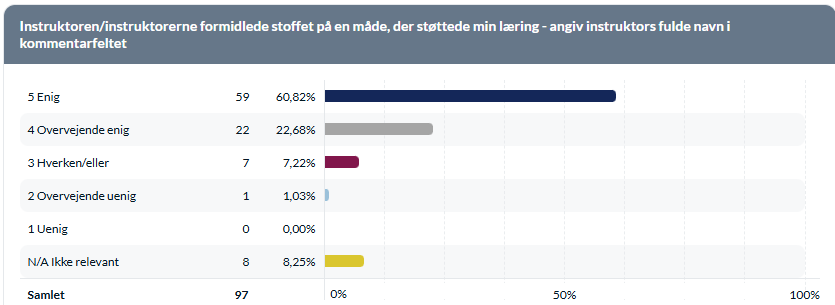 Instruktoren/instruktorerne formidlede stoffet på en måde, der støttede min læring - angiv instruktors fulde navn i
kommentarfeltet
5 Enig 59 60,82%
4 Overvejende enig 22 22,68%
3 Hverken/eller 7 7,22%
2 Overvejende uenig 1 1,03%
1 Uenig 0 0,00%
N/A Ikke relevant 8 8,25%
Samlet 97 0% 50% 100%